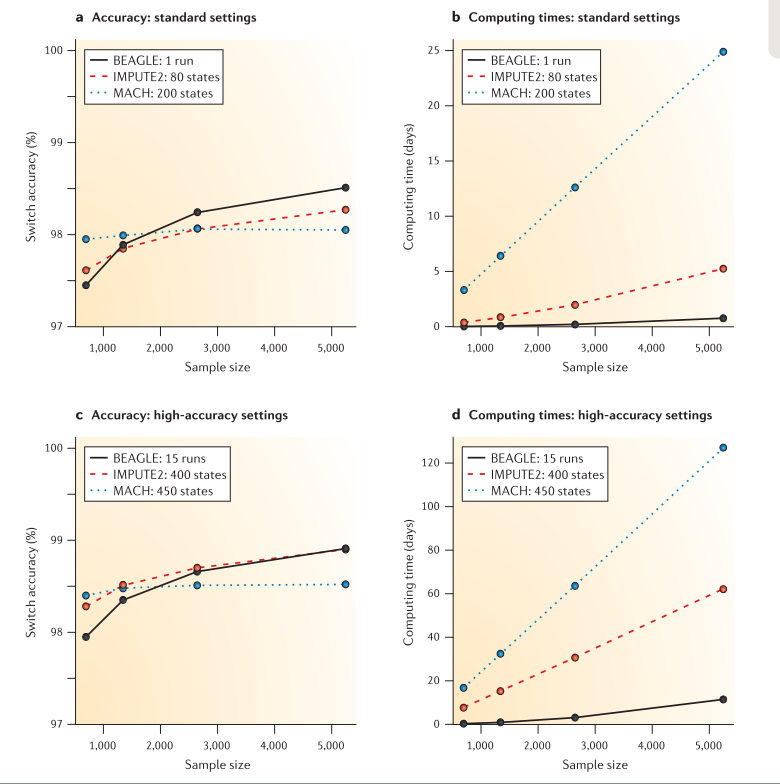 a Accuracy: standard settings
100
99
98
97
Switch accuracy (%)
BEAGLE: 1 run
IMPUTE2: 80 states
MACH: 200 states
1,000 2,000 3,000 4,000 5,000
Sample size
b Computing times: standard settings
25
20
15
10
5
0
Computing time (days)
BEAGLE: 1 run
IMPUTE2: 80 states
MACH: 200 states
1,000 2,000 3,000 4,000 5,000
Sample size
c Accuracy: high-accuracy settings
100
99
98
97
Switch accuracy (%)
BEAGLE: 15 runs
IMPUTE2: 400 states
MACH: 450 states
1,000 2,000 3,000 4,000 5,000
Sample size
d Computing times: high-accuracy settings
120
100
80
60
40
20
0
Computing time (days)
BEAGLE: 15 runs
IMPUTE2: 400 states
MACH: 450 states
1,000 2,000 3,000 4,000 5,000
Sample size